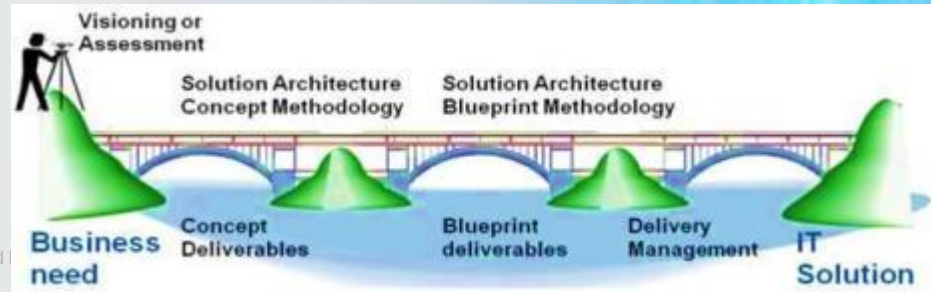 Visioning or
Assessment
Solution Architecture
Concept Methodology
Solution Architecture
Blueprint Methodology
Concept
Deliverables
Blueprint
deliverables
Delivery
Management
Business
need
IT
Solution